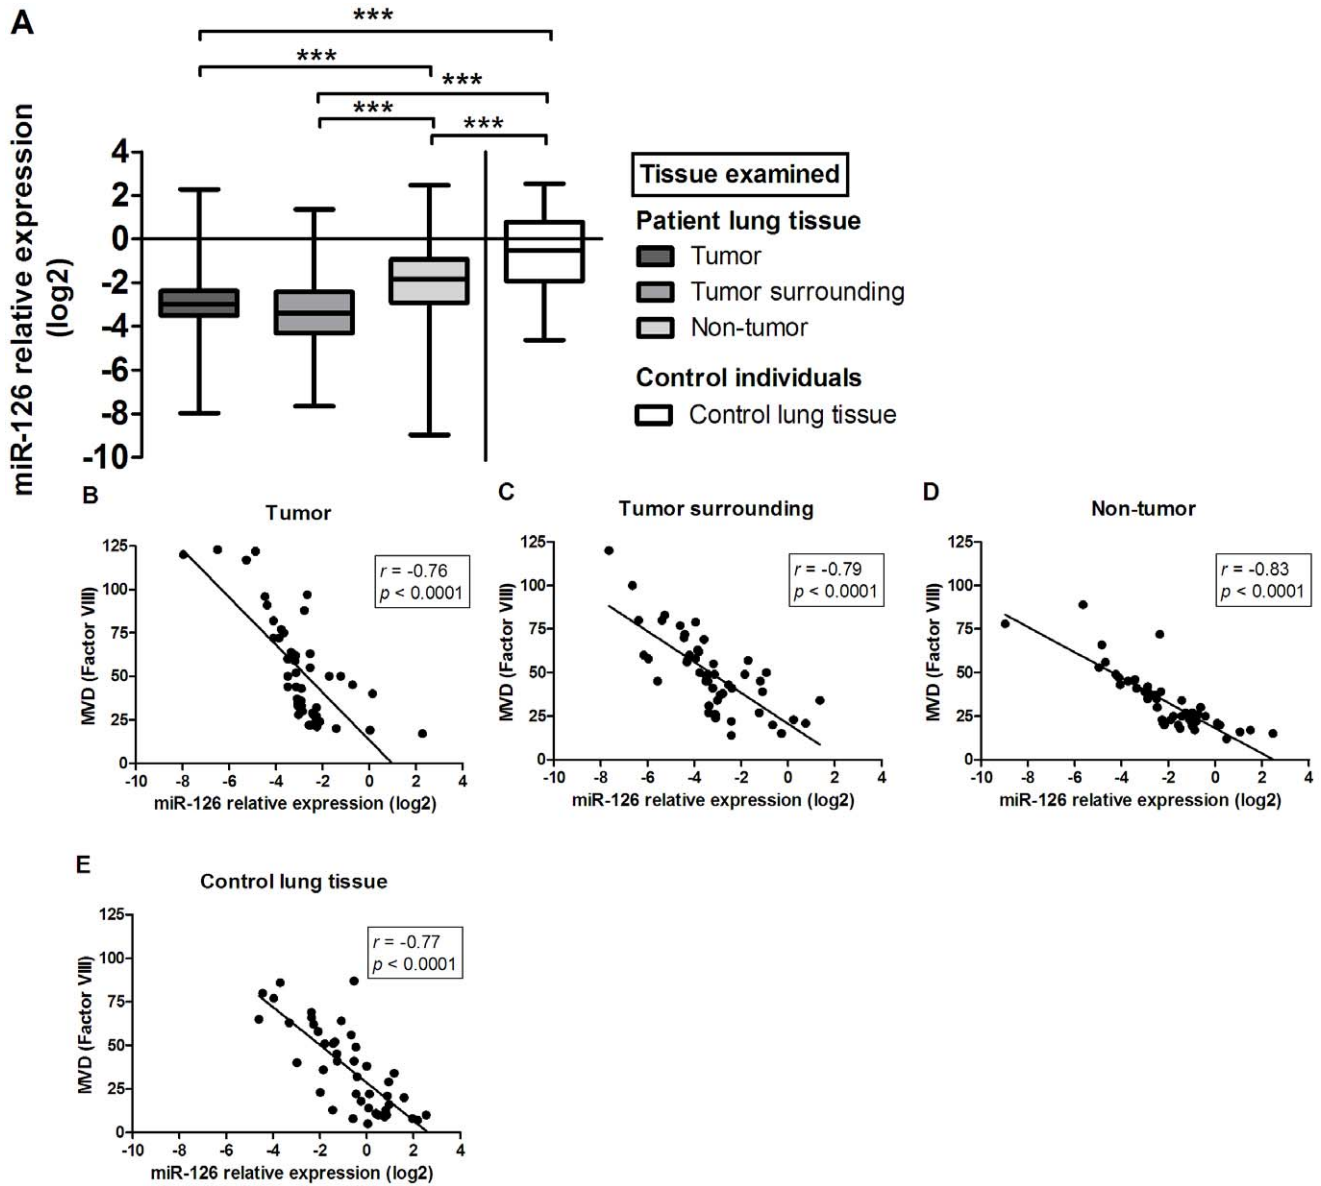 A
***
***
***
***
***
miR-126 relative expression
(log2)
4
2
0
-2
-4
-6
-8
-10
Tissue examined
Patient lung tissue
Tumor
Tumor surrounding
Non-tumor
Control individuals
Control lung tissue
B
Tumor
MVD (Factor VIII)
125
100
75
50
25
0
r = -0.76
p < 0.0001
-10 -8 -6 -4 -2 0 2 4
miR-126 relative expression (log2)
C
Tumor surrounding
MVD (Factor VIII)
125
100
75
50
25
0
r = -0.79
p < 0.0001
-10 -8 -6 -4 -2 0 2 4
miR-126 relative expression (log2)
D
Non-tumor
MVD (Factor VIII)
125
100
75
50
25
0
r = -0.83
p < 0.0001
-10 -8 -6 -4 -2 0 2 4
miR-126 relative expression (log2)
E
Control lung tissue
MVD (Factor VIII)
125
100
75
50
25
0
r = -0.77
p < 0.0001
-10 -8 -6 -4 -2 0 2 4
miR-126 relative expression (log2)